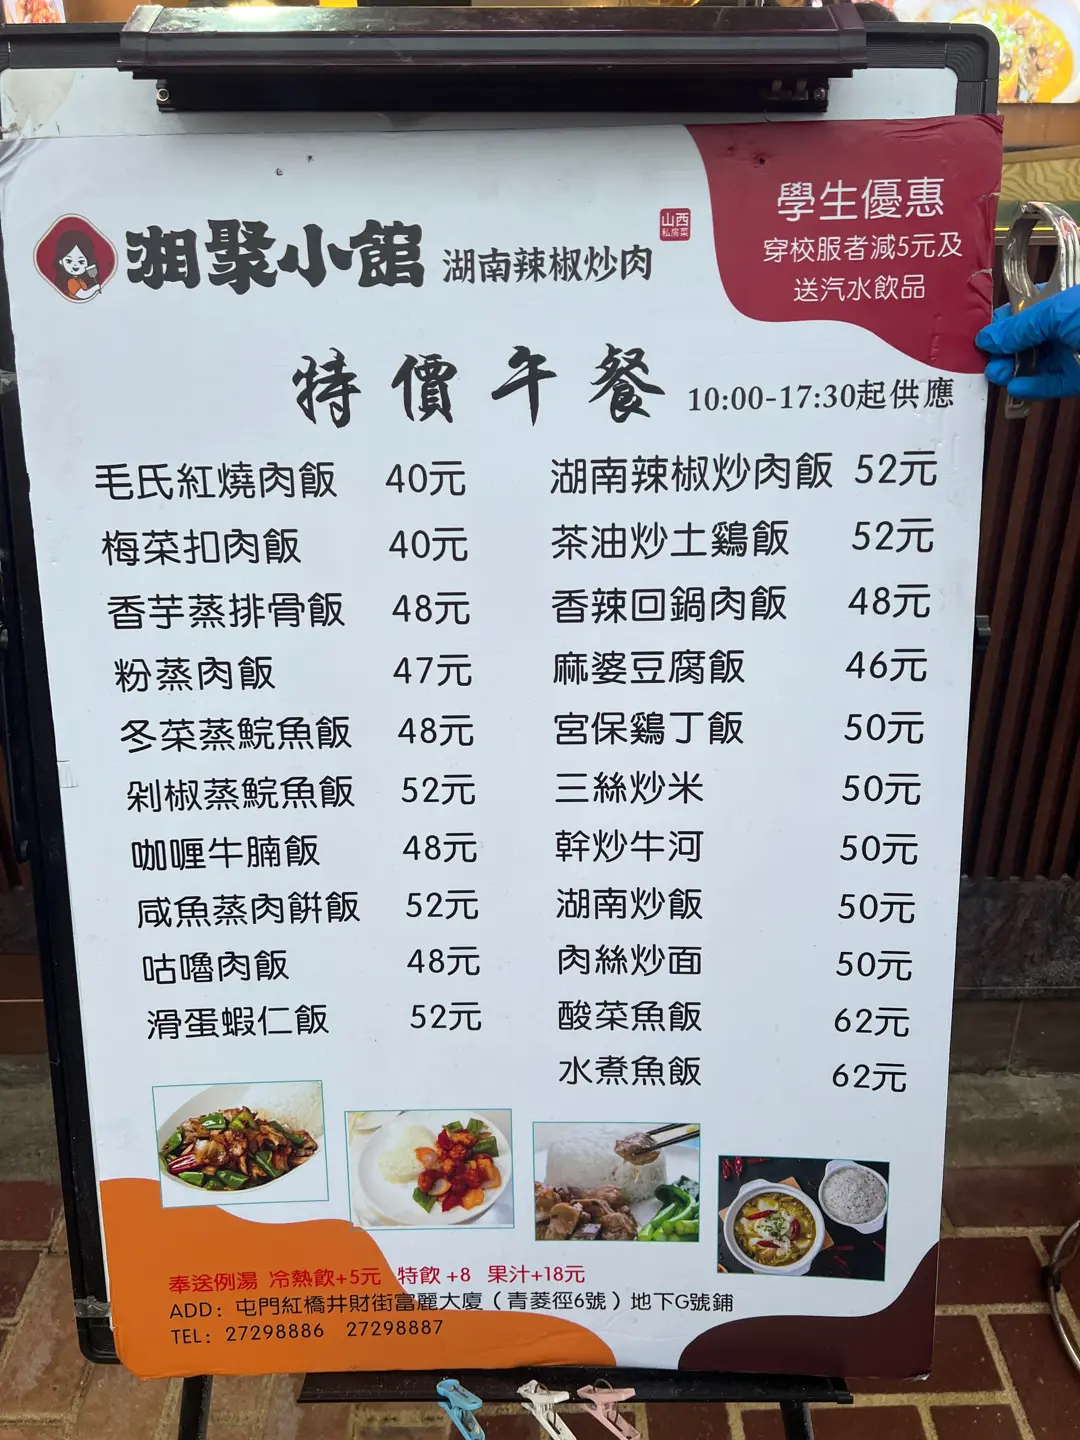 湘聚小館 湖南辣椒炒肉
山西
私房菜
學生優惠
穿校服者減5元及
送汽水飲品
特價午餐 10:00-17:30起供應
毛氏紅燒肉飯 40元
梅菜扣肉飯 40元
香芋蒸排骨飯 48元
粉蒸肉飯 47元
冬菜蒸鯇魚飯 48元
剁椒蒸鯇魚飯 52元
咖喱牛腩飯 48元
咸魚蒸肉餅飯 52元
咕嚕肉飯 48元
滑蛋蝦仁飯 52元
湖南辣椒炒肉飯 52元
茶油炒土鷄飯 52元
香辣回鍋肉飯 48元
麻婆豆腐飯 46元
宮保鷄丁飯 50元
三絲炒米 50元
幹炒牛河 50元
湖南炒飯 50元
肉絲炒面 50元
酸菜魚飯 62元
水煮魚飯 62元
奉送例湯 冷熱飲+5元 特飲+8 果汁+18元
ADD：屯門紅橋井財街富麗大廈（青菱徑6號）地下G號鋪
TEL：27298886 27298887